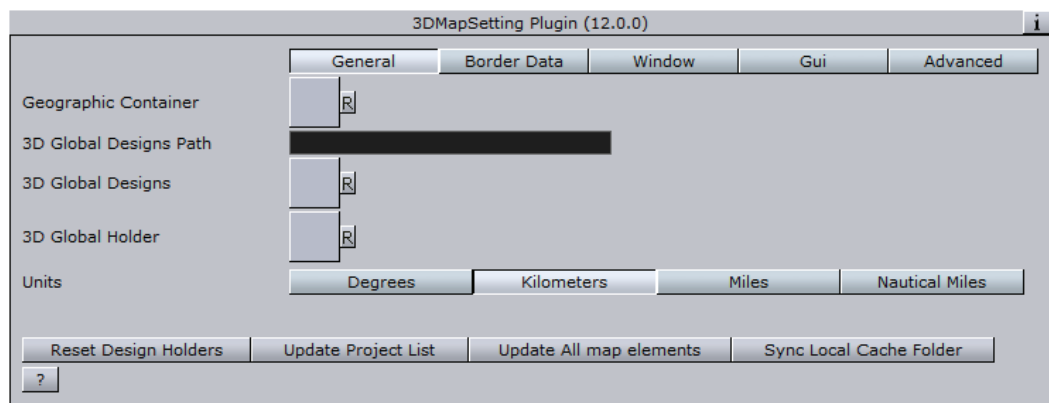 3DMapSetting Plugin (12.0.0) i
General Border Data Window Gui Advanced
Geographic Container R
3D Global Designs Path
3D Global Designs R
3D Global Holder R
Units Degrees Kilometers Miles Nautical Miles
Reset Design Holders Update Project List Update All map elements Sync Local Cache Folder
?